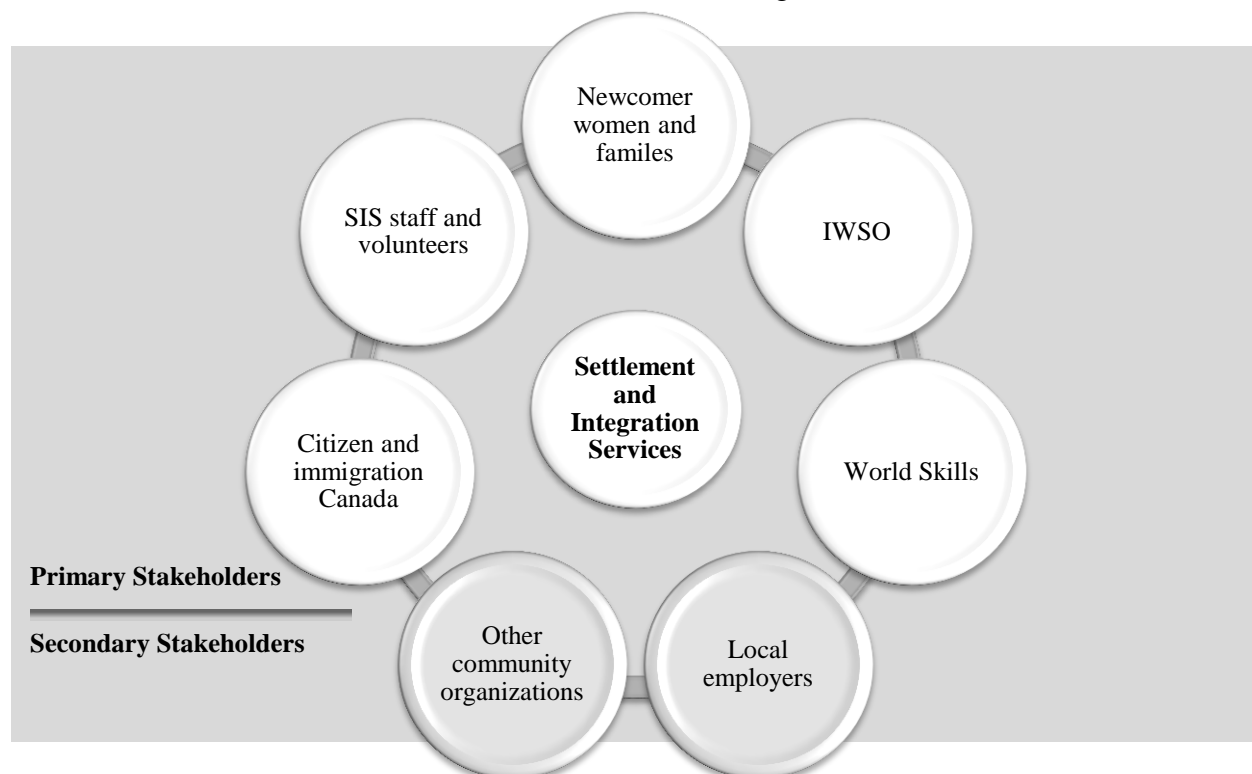 Newcomer
women and
familes
SIS staff and
volunteers
IWSO
Settlement
and
Integration
Services
Citizen and
immigration
Canada
World Skills
Primary Stakeholders
Secondary Stakeholders
Other
community
organizations
Local
employers